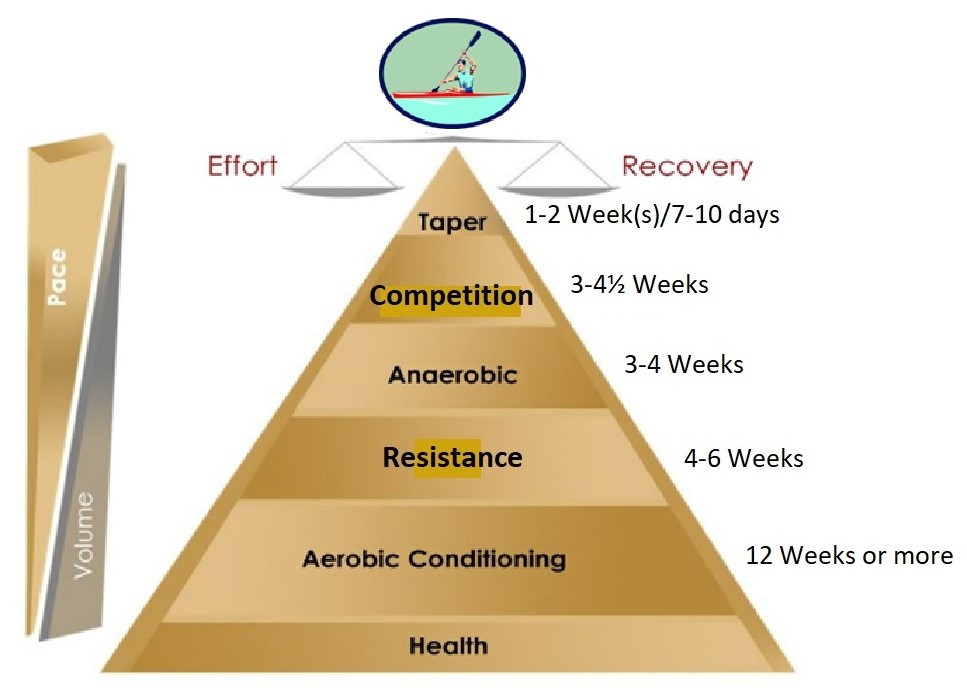 Effort
Recovery
Taper
1-2 Week(s)/7-10 days
Competition
3-4½ Weeks
Anaerobic
3-4 Weeks
Resistance
4-6 Weeks
Aerobic Conditioning
12 Weeks or more
Health
Pace
Volume